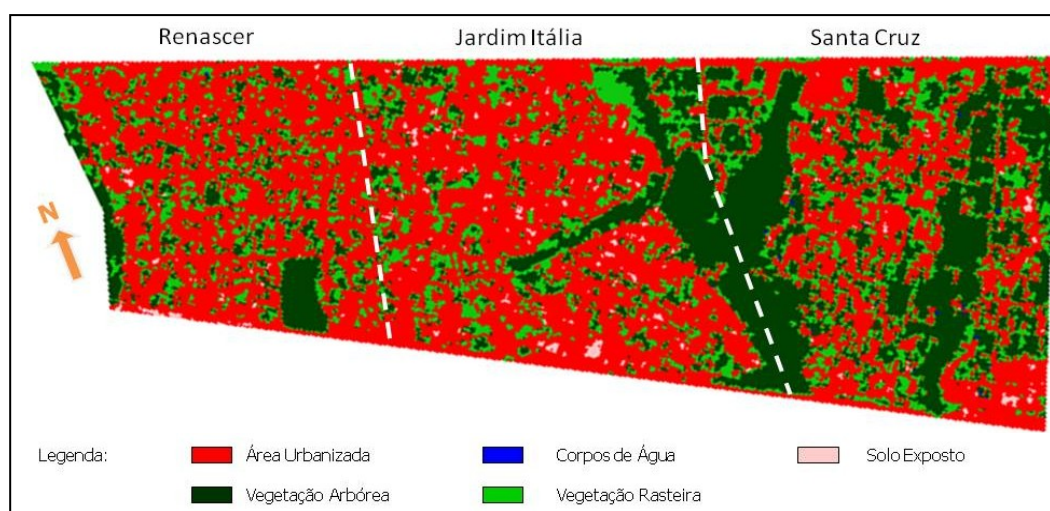 Renascer Jardim Itália Santa Cruz
N
Legenda: Área Urbanizada Corpos de Água Solo Exposto
Vegetação Arbórea Vegetação Rasteira